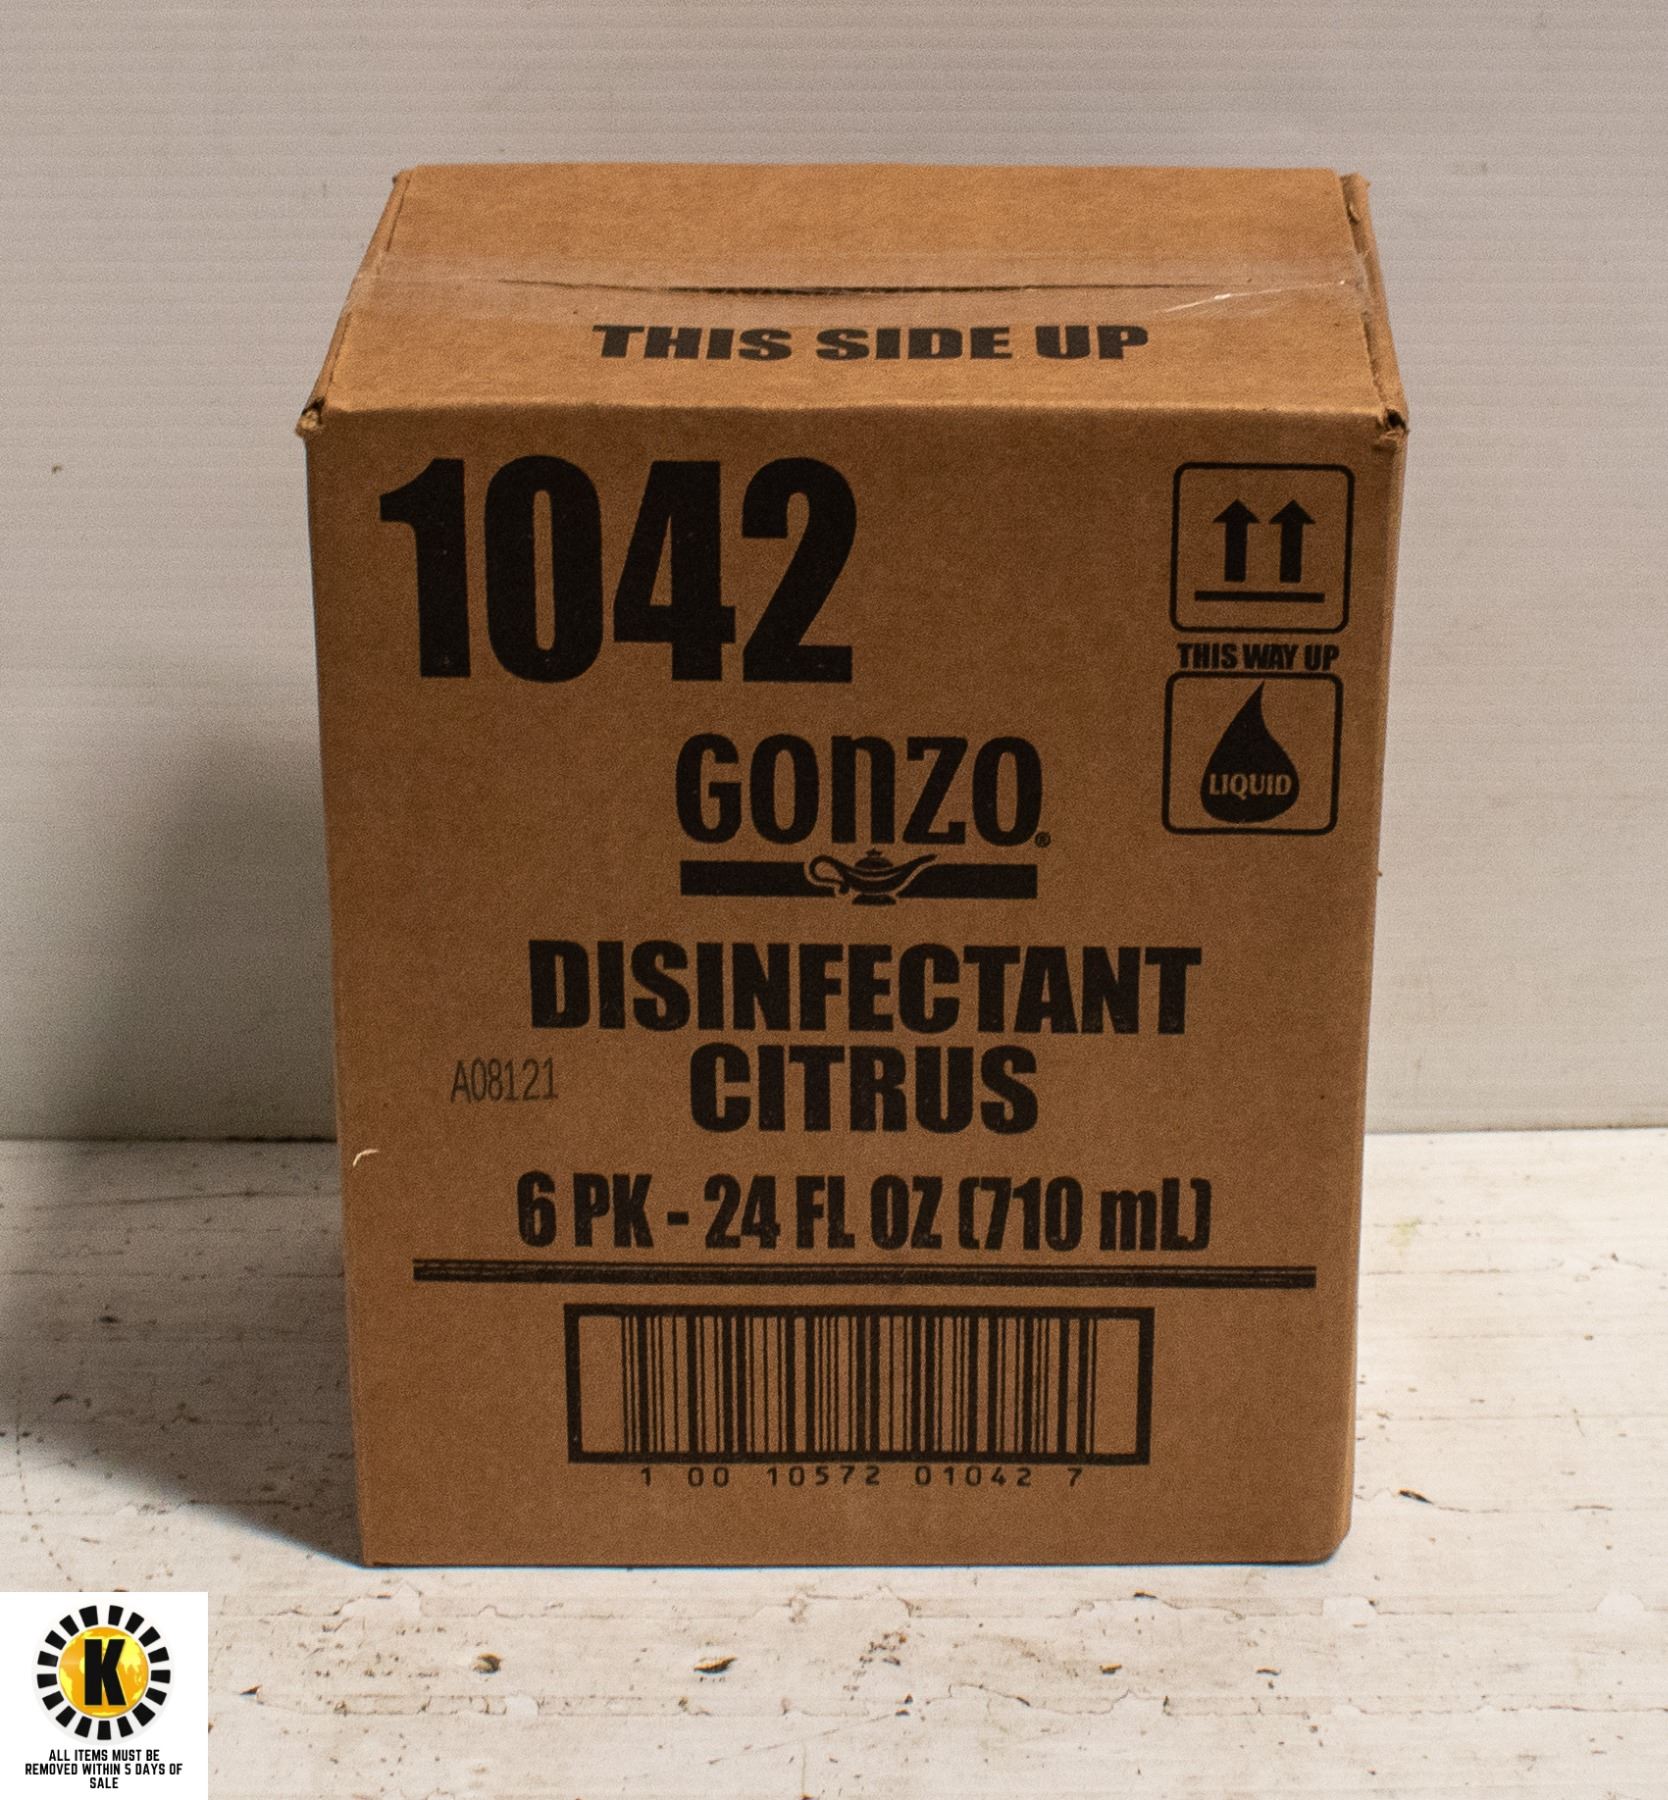 THIS SIDE UP
1042
THIS WAY UP
LIQUID
GONZO®
DISINFECTANT
CITRUS
A08121
6 PK - 24 FL OZ (710 mL)
1 00 10572 01042 7
K
ALL ITEMS MUST BE
REMOVED WITHIN 5 DAYS OF
SALE